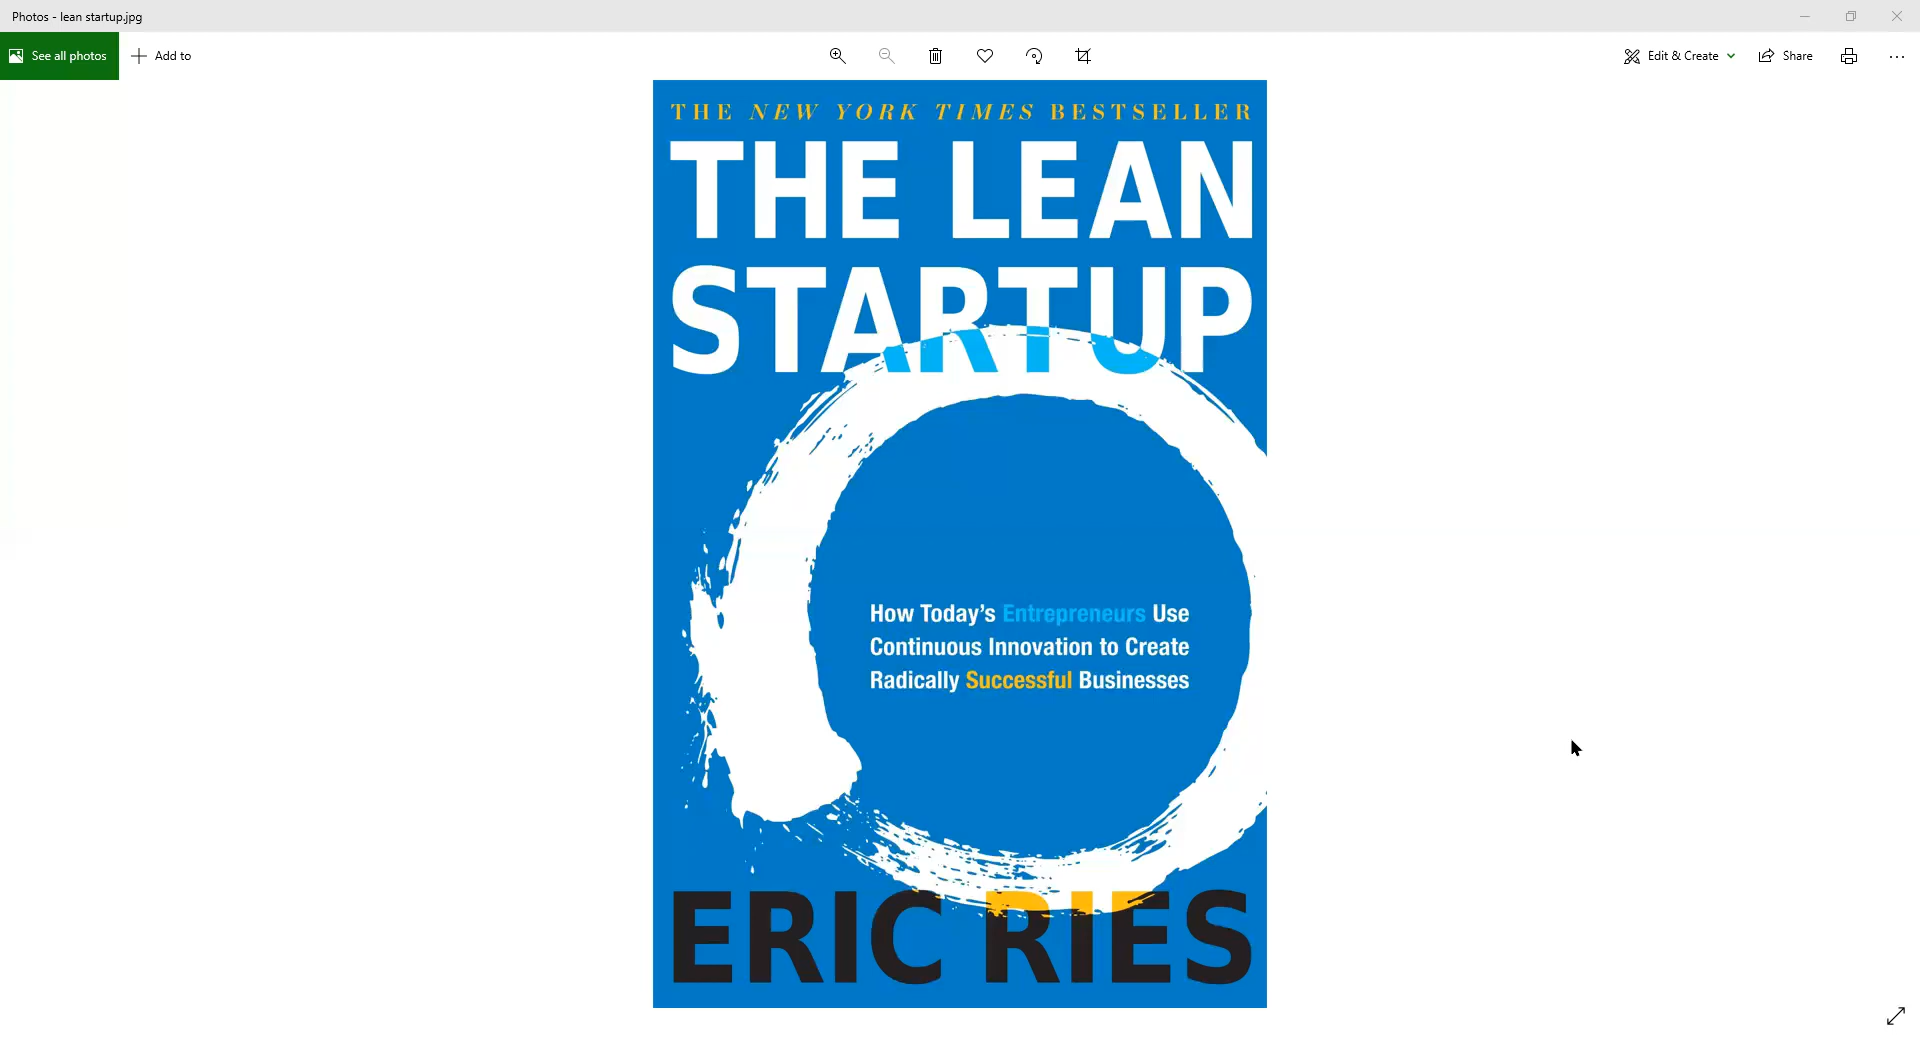 Photos - lean startup.jpg
See all photos
Add to
Edit & Create
Share
THE NEW YORK TIMES BESTSELLER
THE LEAN
STARTUP
How Today's Entrepreneurs Use
Continuous Innovation to Create
Radically Successful Businesses
ERIC RIES